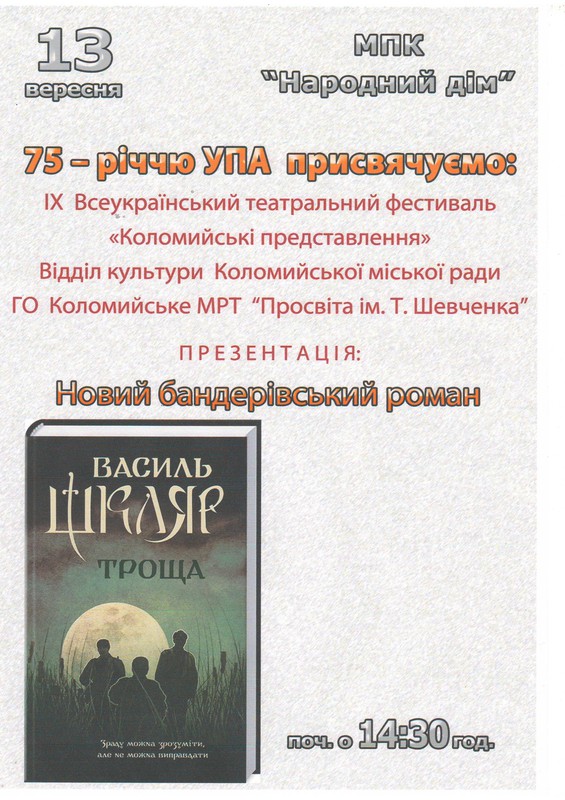 13
вересня
МПК
“Народний дім”
75 – річчю УПА присвячуємо:
ІХ Всеукраїнський театральний фестиваль
«Коломийські представлення»
Відділ культури Коломийської міської ради
ГО Коломийське МРТ “Просвіта ім. Т. Шевченка”
ПРЕЗЕНТАЦІЯ:
Новий бандерівський роман
ВАСИЛЬ
ШКЛЯР
ТРОЩА
Зраду можна зрозуміти,
але не можна виправдати
поч. о 14:30 год.